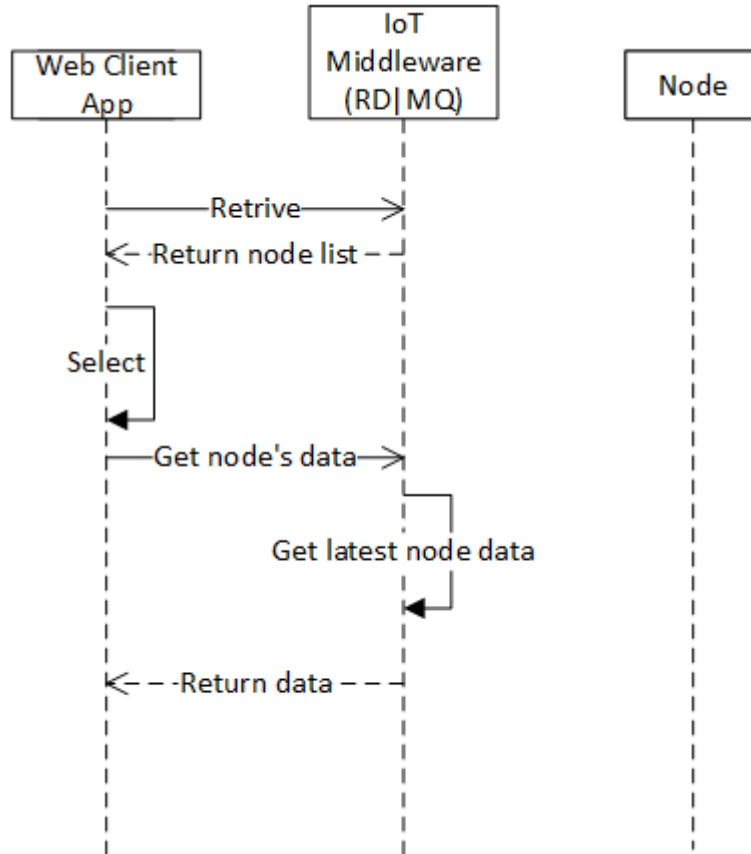 Web Client
App
IoT
Middleware
(RD|MQ)
Node
Retrive
Return node list
Select
Get node's data
Get latest node data
Return data